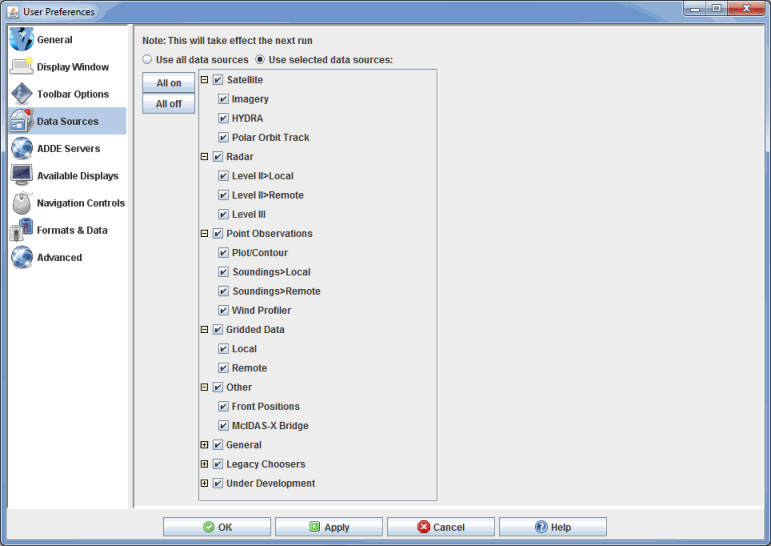 User Preferences
General
Display Window
Toolbar Options
Data Sources
ADDE Servers
Available Displays
Navigation Controls
Formats & Data
Advanced
Note: This will take effect the next run
Use all data sources Use selected data sources:
All on
All off
Satellite
Imagery
HYDRA
Polar Orbit Track
Radar
Level II>Local
Level II>Remote
Level III
Point Observations
Plot/Contour
Soundings>Local
Soundings>Remote
Wind Profiler
Gridded Data
Local
Remote
Other
Front Positions
McIDAS-X Bridge
General
Legacy Choosers
Under Development
OK Apply Cancel Help